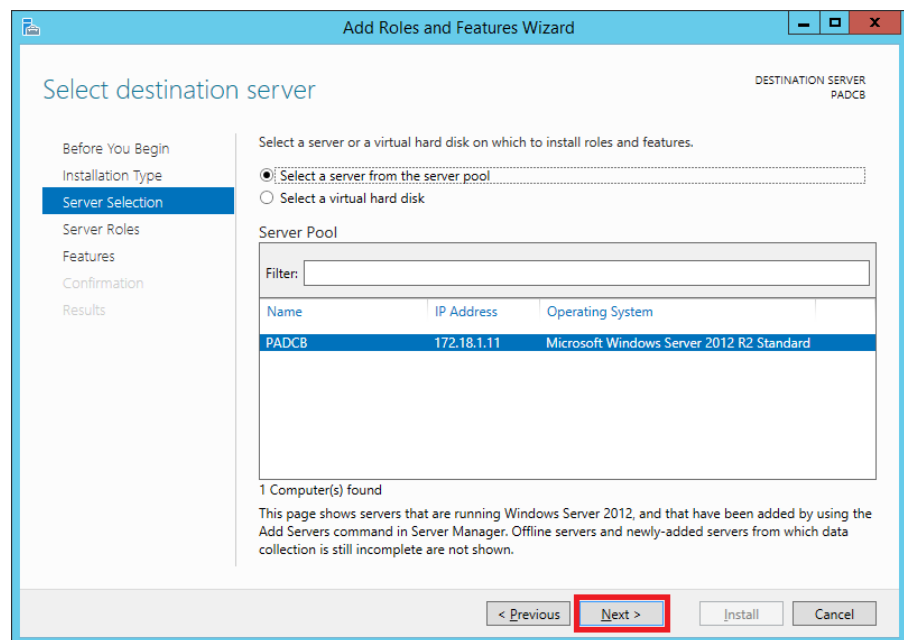 Add Roles and Features Wizard
Select destination server
DESTINATION SERVER
PADCB
Before You Begin
Installation Type
Server Selection
Server Roles
Features
Confirmation
Results
Select a server or a virtual hard disk on which to install roles and features.
Select a server from the server pool
Select a virtual hard disk
Server Pool
Filter:
Name IP Address Operating System
PADCB 172.18.1.11 Microsoft Windows Server 2012 R2 Standard
1 Computer(s) found
This page shows servers that are running Windows Server 2012, and that have been added by using the
Add Servers command in Server Manager. Offline servers and newly-added servers from which data
collection is still incomplete are not shown.
< Previous Next > Install Cancel